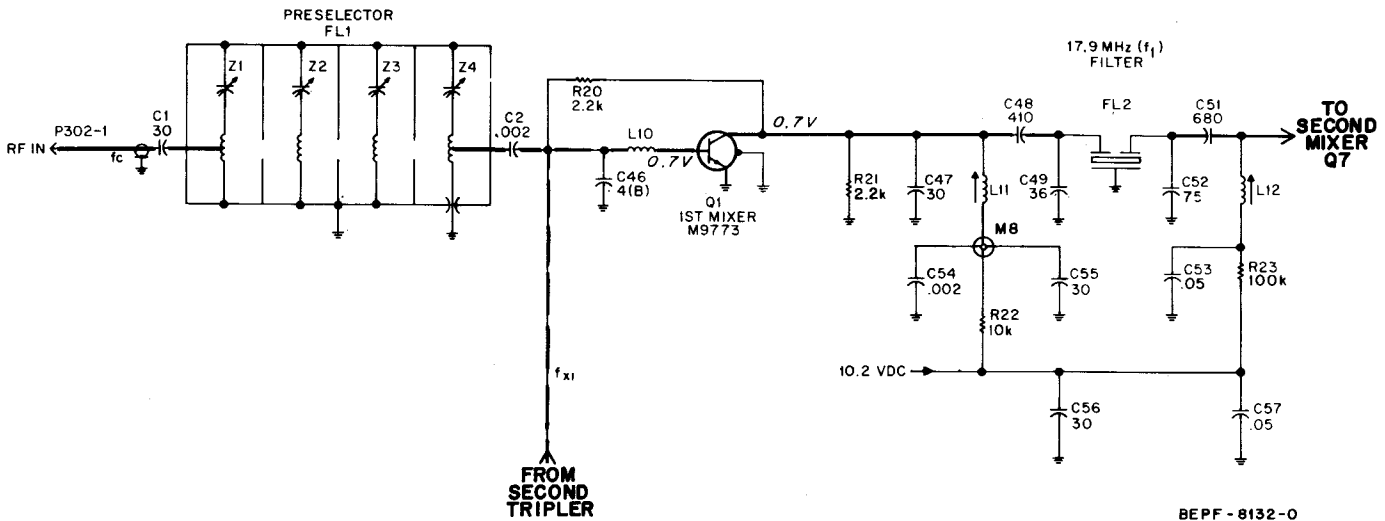 PRESELECTOR
FL1
Z1
Z2
Z3
Z4
P302-1
RF IN
fc
C1
30
C2
.002
R20
2.2k
L10
0.7V
0.7V
C46
.4(B)
Q1
1ST MIXER
M9773
R21
2.2k
C47
30
L11
C48
410
C49
36
17.9 MHz (f1)
FILTER
FL2
C51
680
C52
75
L12
TO
SECOND
MIXER
Q7
M8
C54
.002
C55
30
C53
.05
R23
100k
R22
10k
10.2 VDC
C56
30
C57
.05
fX1
FROM
SECOND
TRIPLER
BEPF-8132-O